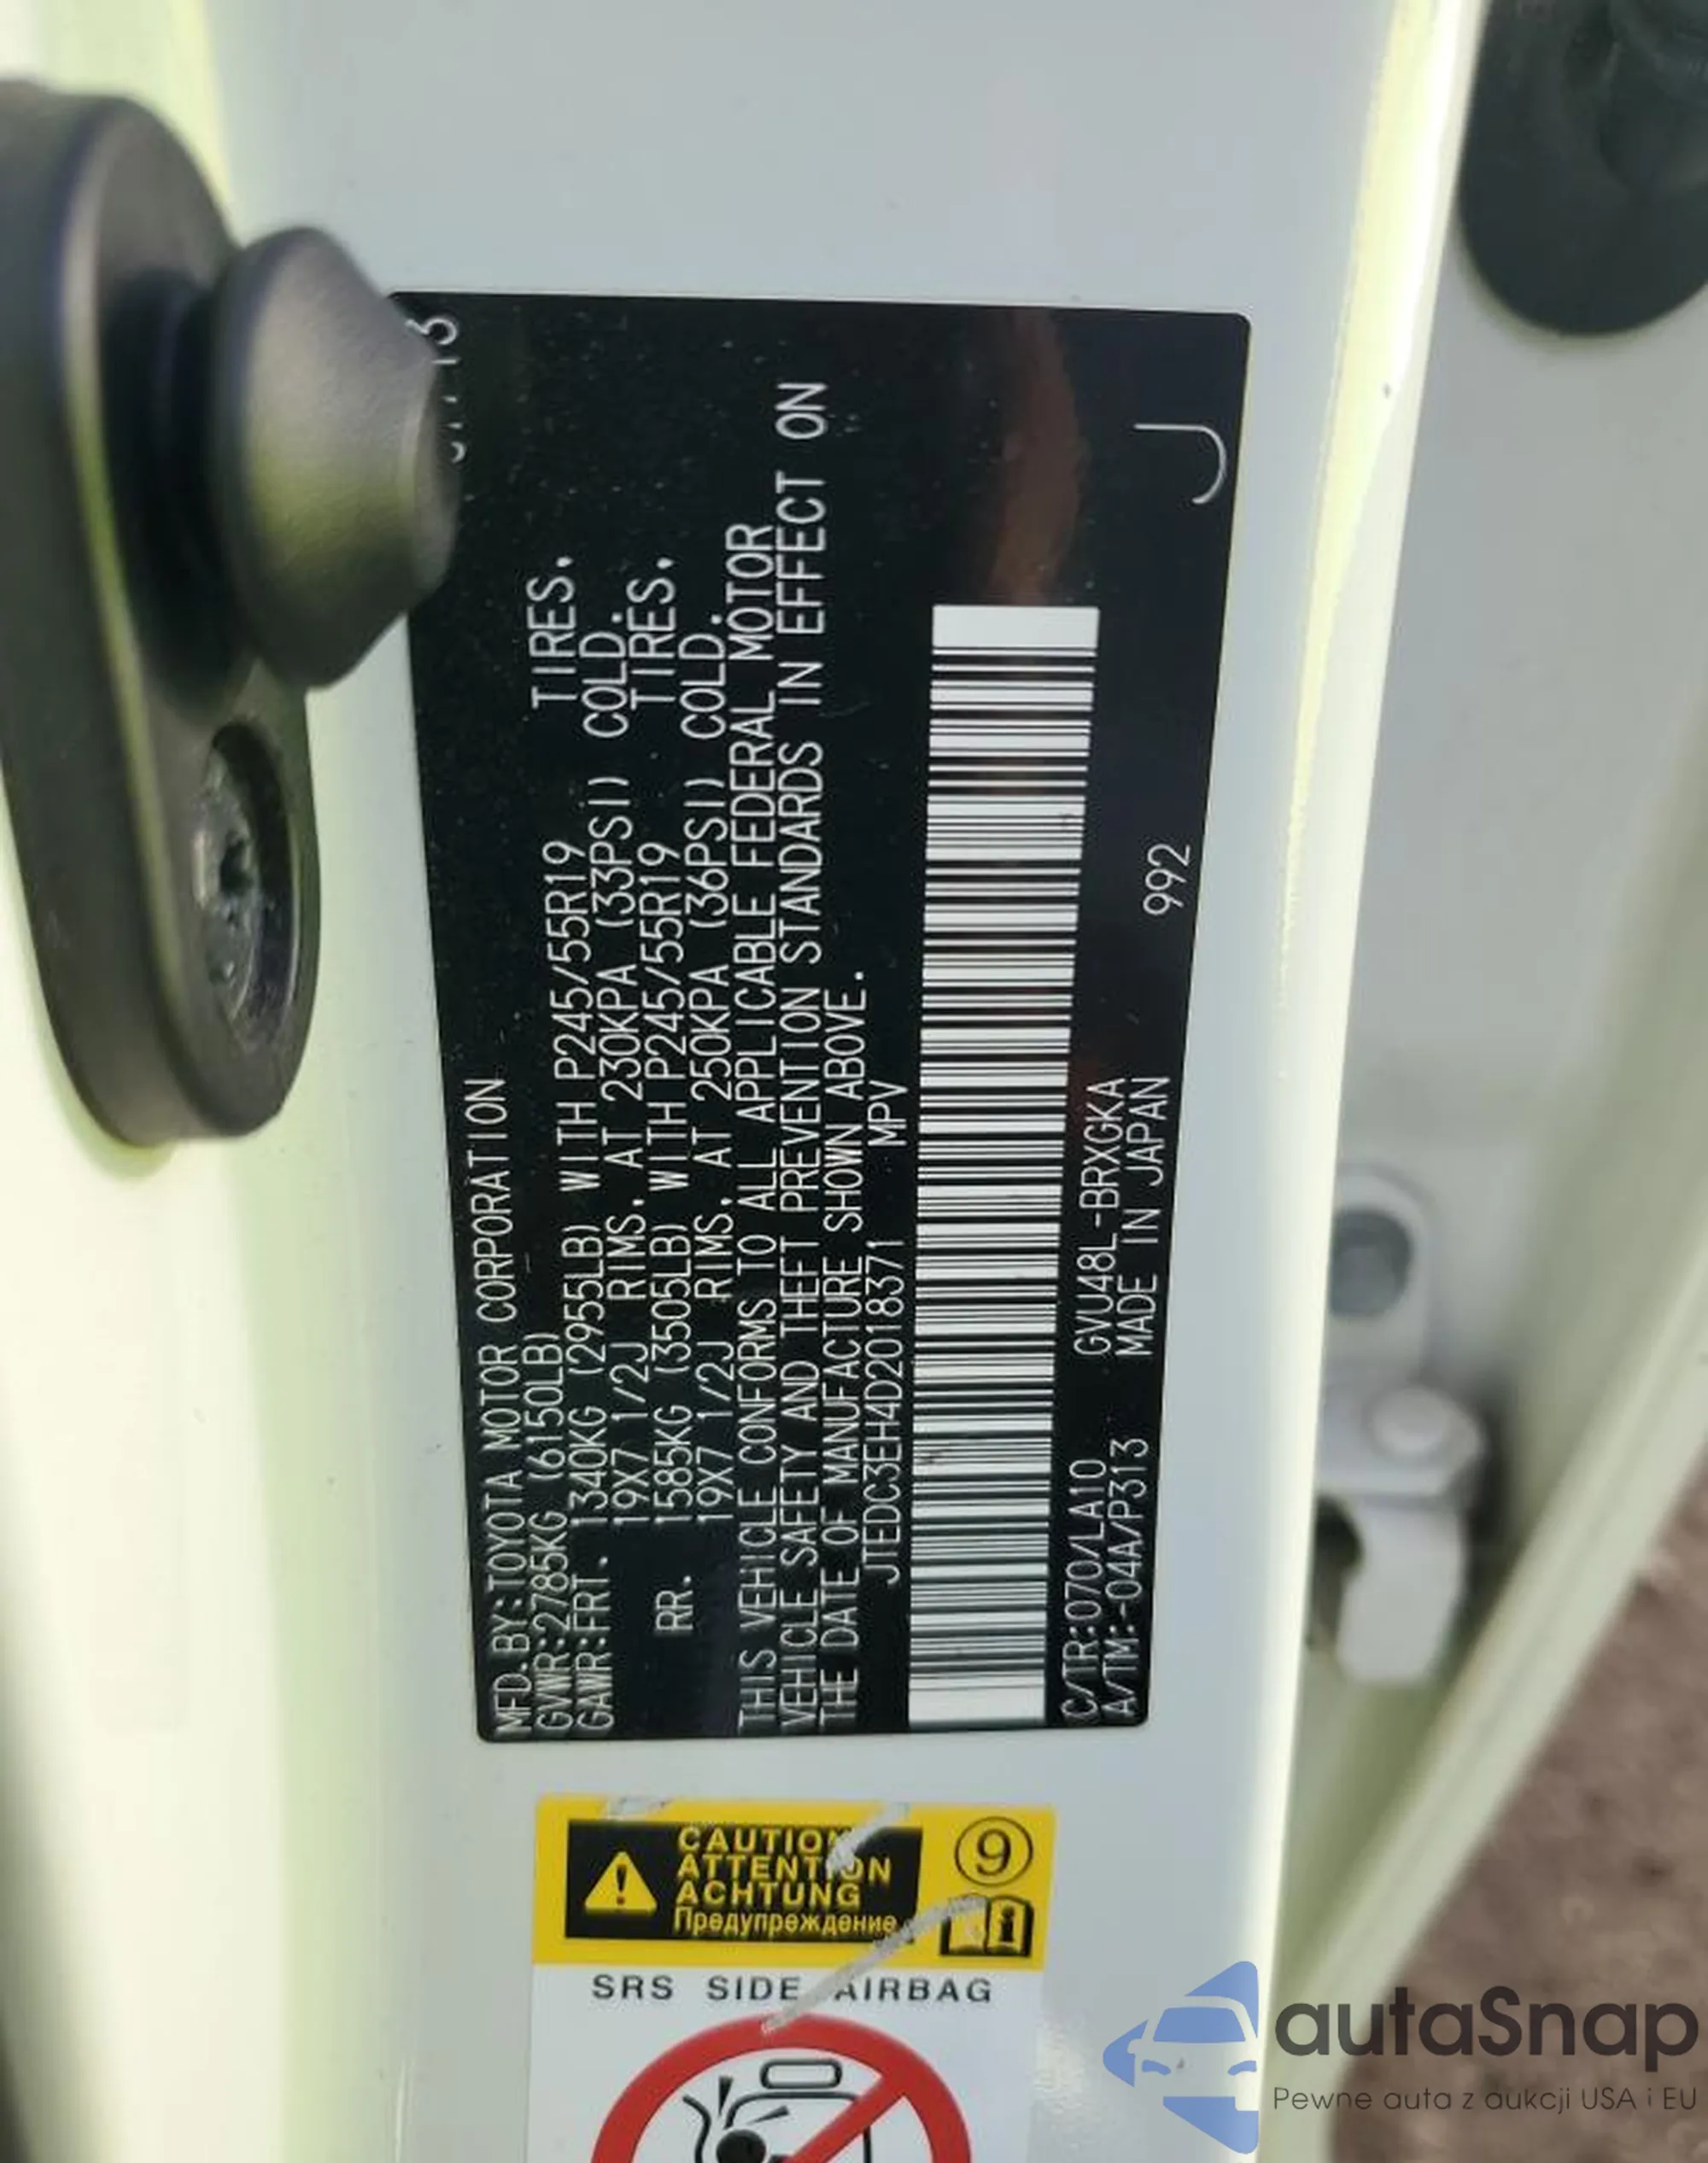 MFD.BY:TOYOTA MOTOR CORPORATION
GVWR:2785KG (6150LB)
GAWR:FRT. 1340KG (2955LB) WITH P245/55R19 TIRES.
19X7 1/2J RIMS, AT 230KPA (33PSI) COLD.
RR. 1585KG (3505LB) WITH P245/55R19 TIRES.
19X7 1/2J RIMS, AT 250KPA (36PSI) COLD.
THIS VEHICLE CONFORMS TO ALL APPLICABLE FEDERAL MOTOR
VEHICLE SAFETY AND THEFT PREVENTION STANDARDS IN EFFECT ON
THE DATE OF MANUFACTURE SHOWN ABOVE.
JTEDC3EH4D2018371 MPV
C/TR:070/LA10 GVU48L-BRXGKA
A/TM:-04A/P313 MADE IN JAPAN 992
J
CAUTION
ATTENTION
ACHTUNG
Предупреждение
9
SRS SIDE AIRBAG
autaSnap
Pewne auta z aukcji USA i EU